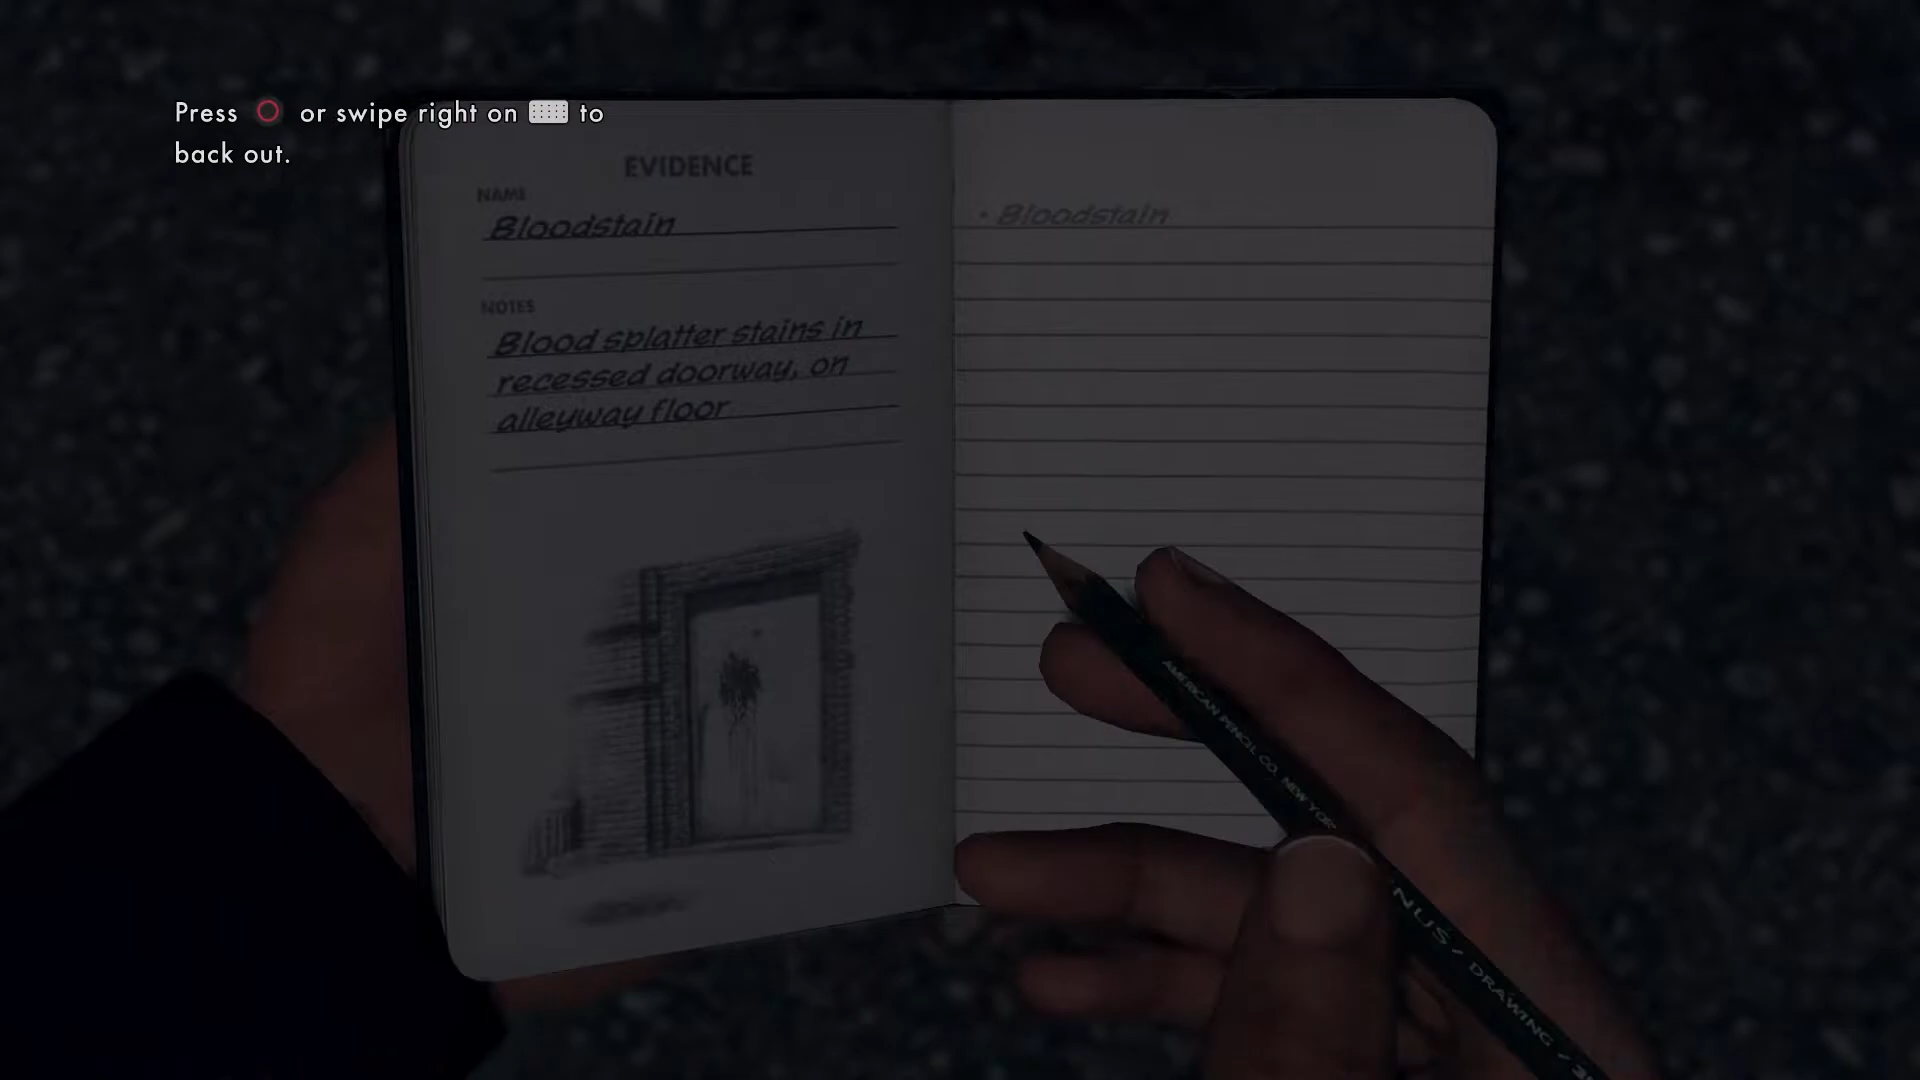 Press or swipe right on to
back out.
EVIDENCE
NAME
Bloodstain
NOTES
Blood splatter stains in
recessed doorway, on
alleyway floor
• Bloodstain
AMERICAN PENCIL CO. NEW YORK
NUS / DRAWING /